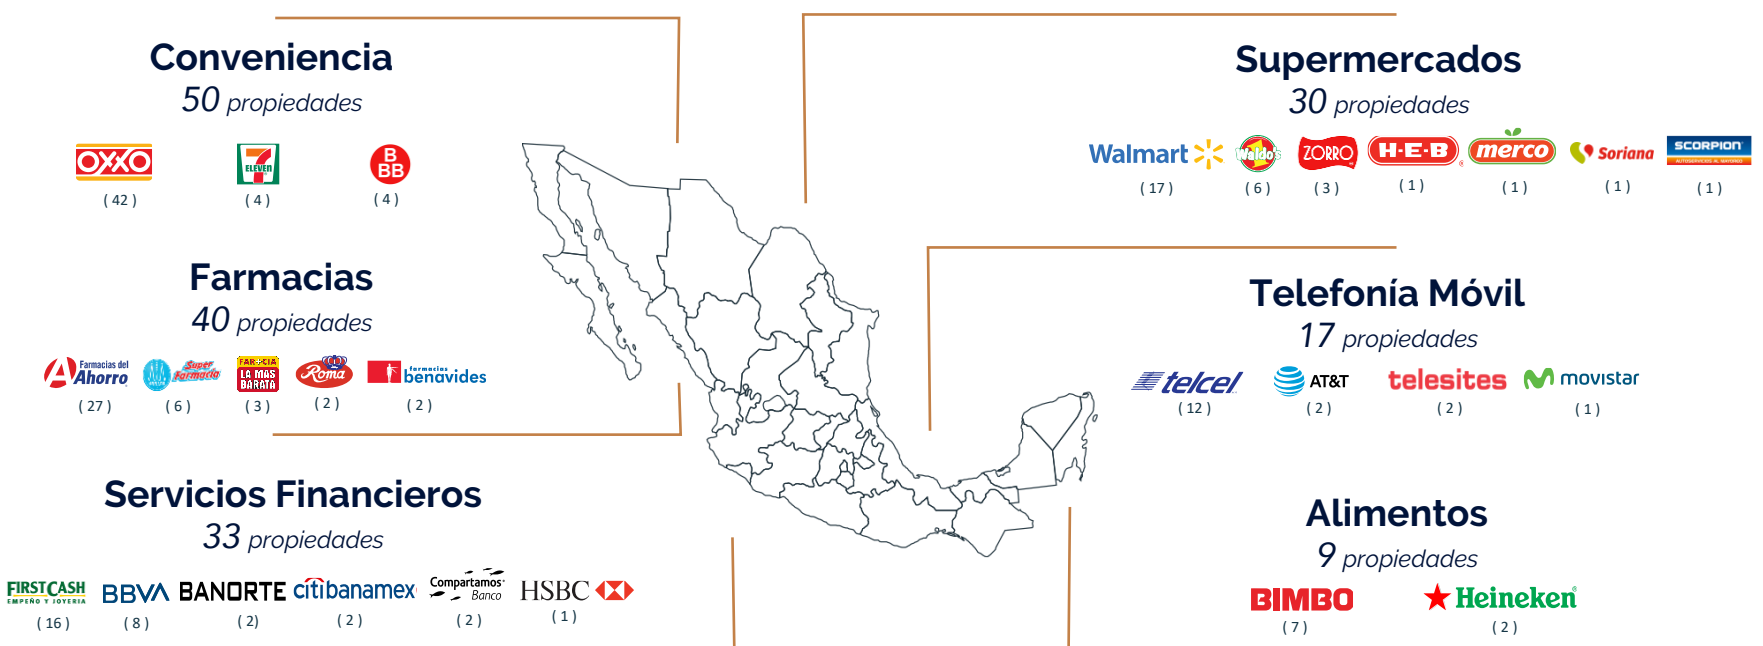 Conveniencia
50 propiedades
OXXO
7
ELEVEN
B
BB
( 42 )
( 4 )
( 4 )
Farmacias
40 propiedades
A
Farmacias del
Ahorro
Super
Farmacia
LA MAS
BARATA
Roma
farmacias
benavides
( 27 )
( 6 )
( 3 )
( 2 )
( 2 )
Servicios Financieros
33 propiedades
FIRSTCASH
EMPEÑO Y JOYERIA
BBVA
BANORTE
citibanamex
Compartamos
Banco
HSBC
( 16 )
( 8 )
( 2)
( 2 )
( 2 )
( 1 )
Supermercados
30 propiedades
Walmart
Waldo's
ZORRO
H-E-B
merco
Soriana
SCORPION
( 17 )
( 6 )
( 3 )
( 1 )
( 1 )
( 1 )
( 1 )
Telefonía Móvil
17 propiedades
telcel
AT&T
telesites
movistar
( 12 )
( 2 )
( 2 )
( 1 )
Alimentos
9 propiedades
BIMBO
Heineken
( 7 )
( 2 )